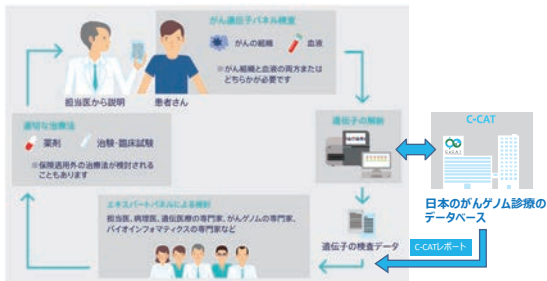 がん遺伝子パネル検査
がんの組織
血液
※がん組織と血液の両方または
どちらかが必要です
担当医から説明
患者さん
遺伝子の解析
C-CAT
C-CAT
日本のがんゲノム診療の
データベース
適切な治療法
薬剤
治験・臨床試験
※保険適用外の治療法が検討される
こともあります
エキスパートパネルによる検討
担当医、病理医、遺伝医療の専門家、がんゲノムの専門家、
バイオインフォマティクスの専門家など
遺伝子の検査データ
C-CATレポート